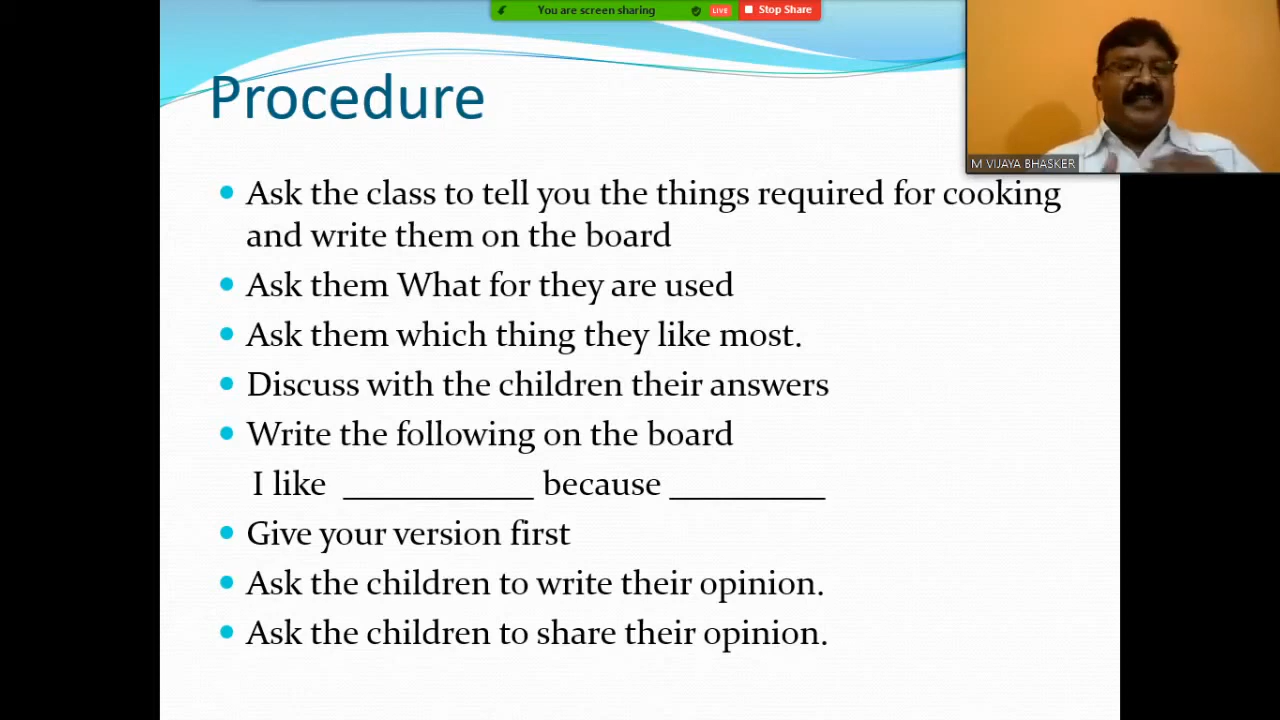 You are screen sharing LIVE Stop Share
Procedure
M VIJAYA BHASKER
Ask the class to tell you the things required for cooking
and write them on the board
Ask them What for they are used
Ask them which thing they like most.
Discuss with the children their answers
Write the following on the board
I like ___________ because _________
Give your version first
Ask the children to write their opinion.
Ask the children to share their opinion.